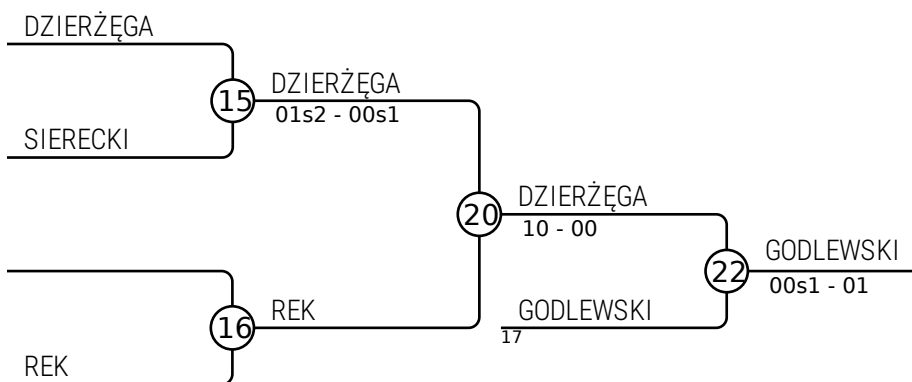 DZIERŻĘGA
15
DZIERŻĘGA
01s2 - 00s1
SIERECKI
20
DZIERŻĘGA
10 - 00
22
GODLEWSKI
00s1 - 01
16
REK
GODLEWSKI
17
REK